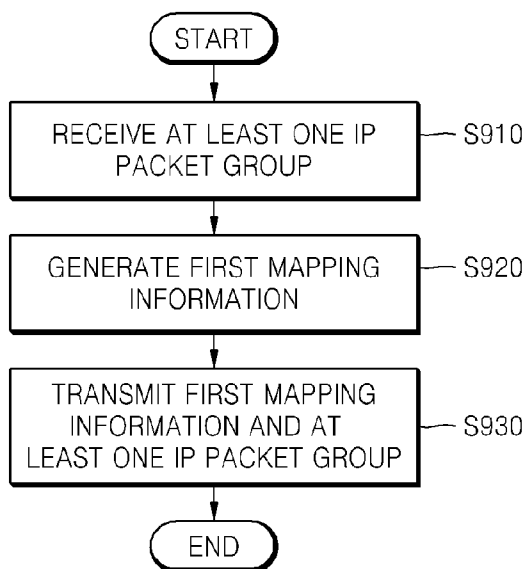 START
RECEIVE AT LEAST ONE IP
PACKET GROUP
S910
GENERATE FIRST MAPPING
INFORMATION
S920
TRANSMIT FIRST MAPPING
INFORMATION AND AT
LEAST ONE IP PACKET GROUP
S930
END